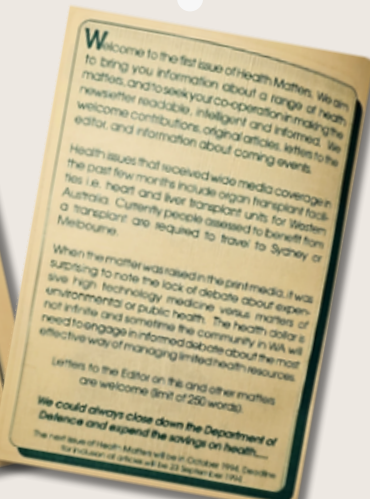 Welcome to the first issue of Health Matters. We aim
to bring you information about a range of health
matters, and to seek your co-operation in making the
newsletter readable, intelligent and informed. We
welcome contributions, original articles, letters to the
editor, and information about coming events.
Health issues that received wide media coverage in
the past few months include organ transplant facili-
ties i.e. heart and liver transplant units for Western
Australia. Currently people assessed to benefit from
a transplant are required to travel to Sydney or
Melbourne.
When the matter was raised in the print media, it was
surprising to note the lack of debate about expen-
sive high technology medicine versus matters of
environmental or public health. The health dollar is
not infinite and sometime the community in WA will
need to engage in informed debate about the most
effective way of managing limited health resources.
Letters to the Editor on this and other matters
are welcome (limit of 250 words).
We could always close down the Department of
Defence and expend the savings on health....
The next issue of Health Matters will be in October 1994. Deadline
for inclusion of articles will be 23 September 1994.